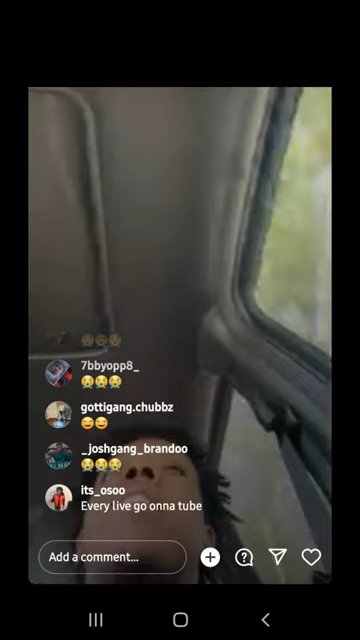 😭😭😭
7bbyopp8_
😭😭😭
gottigang.chubbz
😂😂
_joshgang_brandoo
😭😭😭
its_osoo
Every live go onna tube
Add a comment...